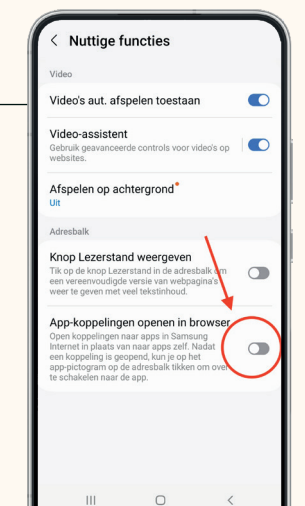 Nuttige functies
Video
Video's aut. afspelen toestaan
Video-assistent
Gebruik geavanceerde controls voor video's op
websites.
Afspelen op achtergrond
Uit
Adresbalk
Knop Lezerstand weergeven
Tik op de knop Lezerstand in de adresbalk om
een vereenvoudigde versie van webpagina's
weer te geven met veel tekstinhoud.
App-koppelingen openen in browser
Open koppelingen naar apps in Samsung
Internet in plaats van naar apps zelf. Nadat
een koppeling is geopend, kun je op het
app-pictogram op de adresbalk tikken om over
te schakelen naar de app.